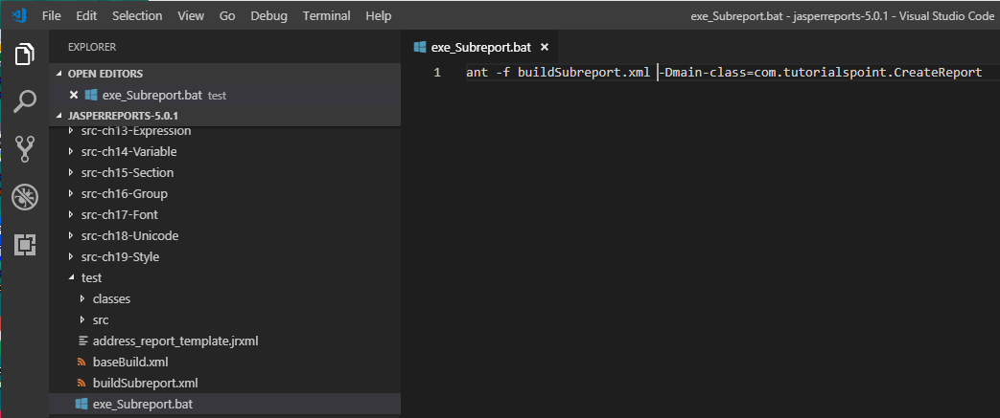 File Edit Selection View Go Debug Terminal Help
exe_Subreport.bat - jasperreports-5.0.1 - Visual Studio Code
EXPLORER
OPEN EDITORS
exe_Subreport.bat test
JASPERREPORTS-5.0.1
src-ch13-Expression
src-ch14-Variable
src-ch15-Section
src-ch16-Group
src-ch17-Font
src-ch18-Unicode
src-ch19-Style
test
classes
src
address_report_template.jrxml
baseBuild.xml
buildSubreport.xml
exe_Subreport.bat
exe_Subreport.bat
1 ant -f buildSubreport.xml -Dmain-class=com.tutorialspoint.CreateReport